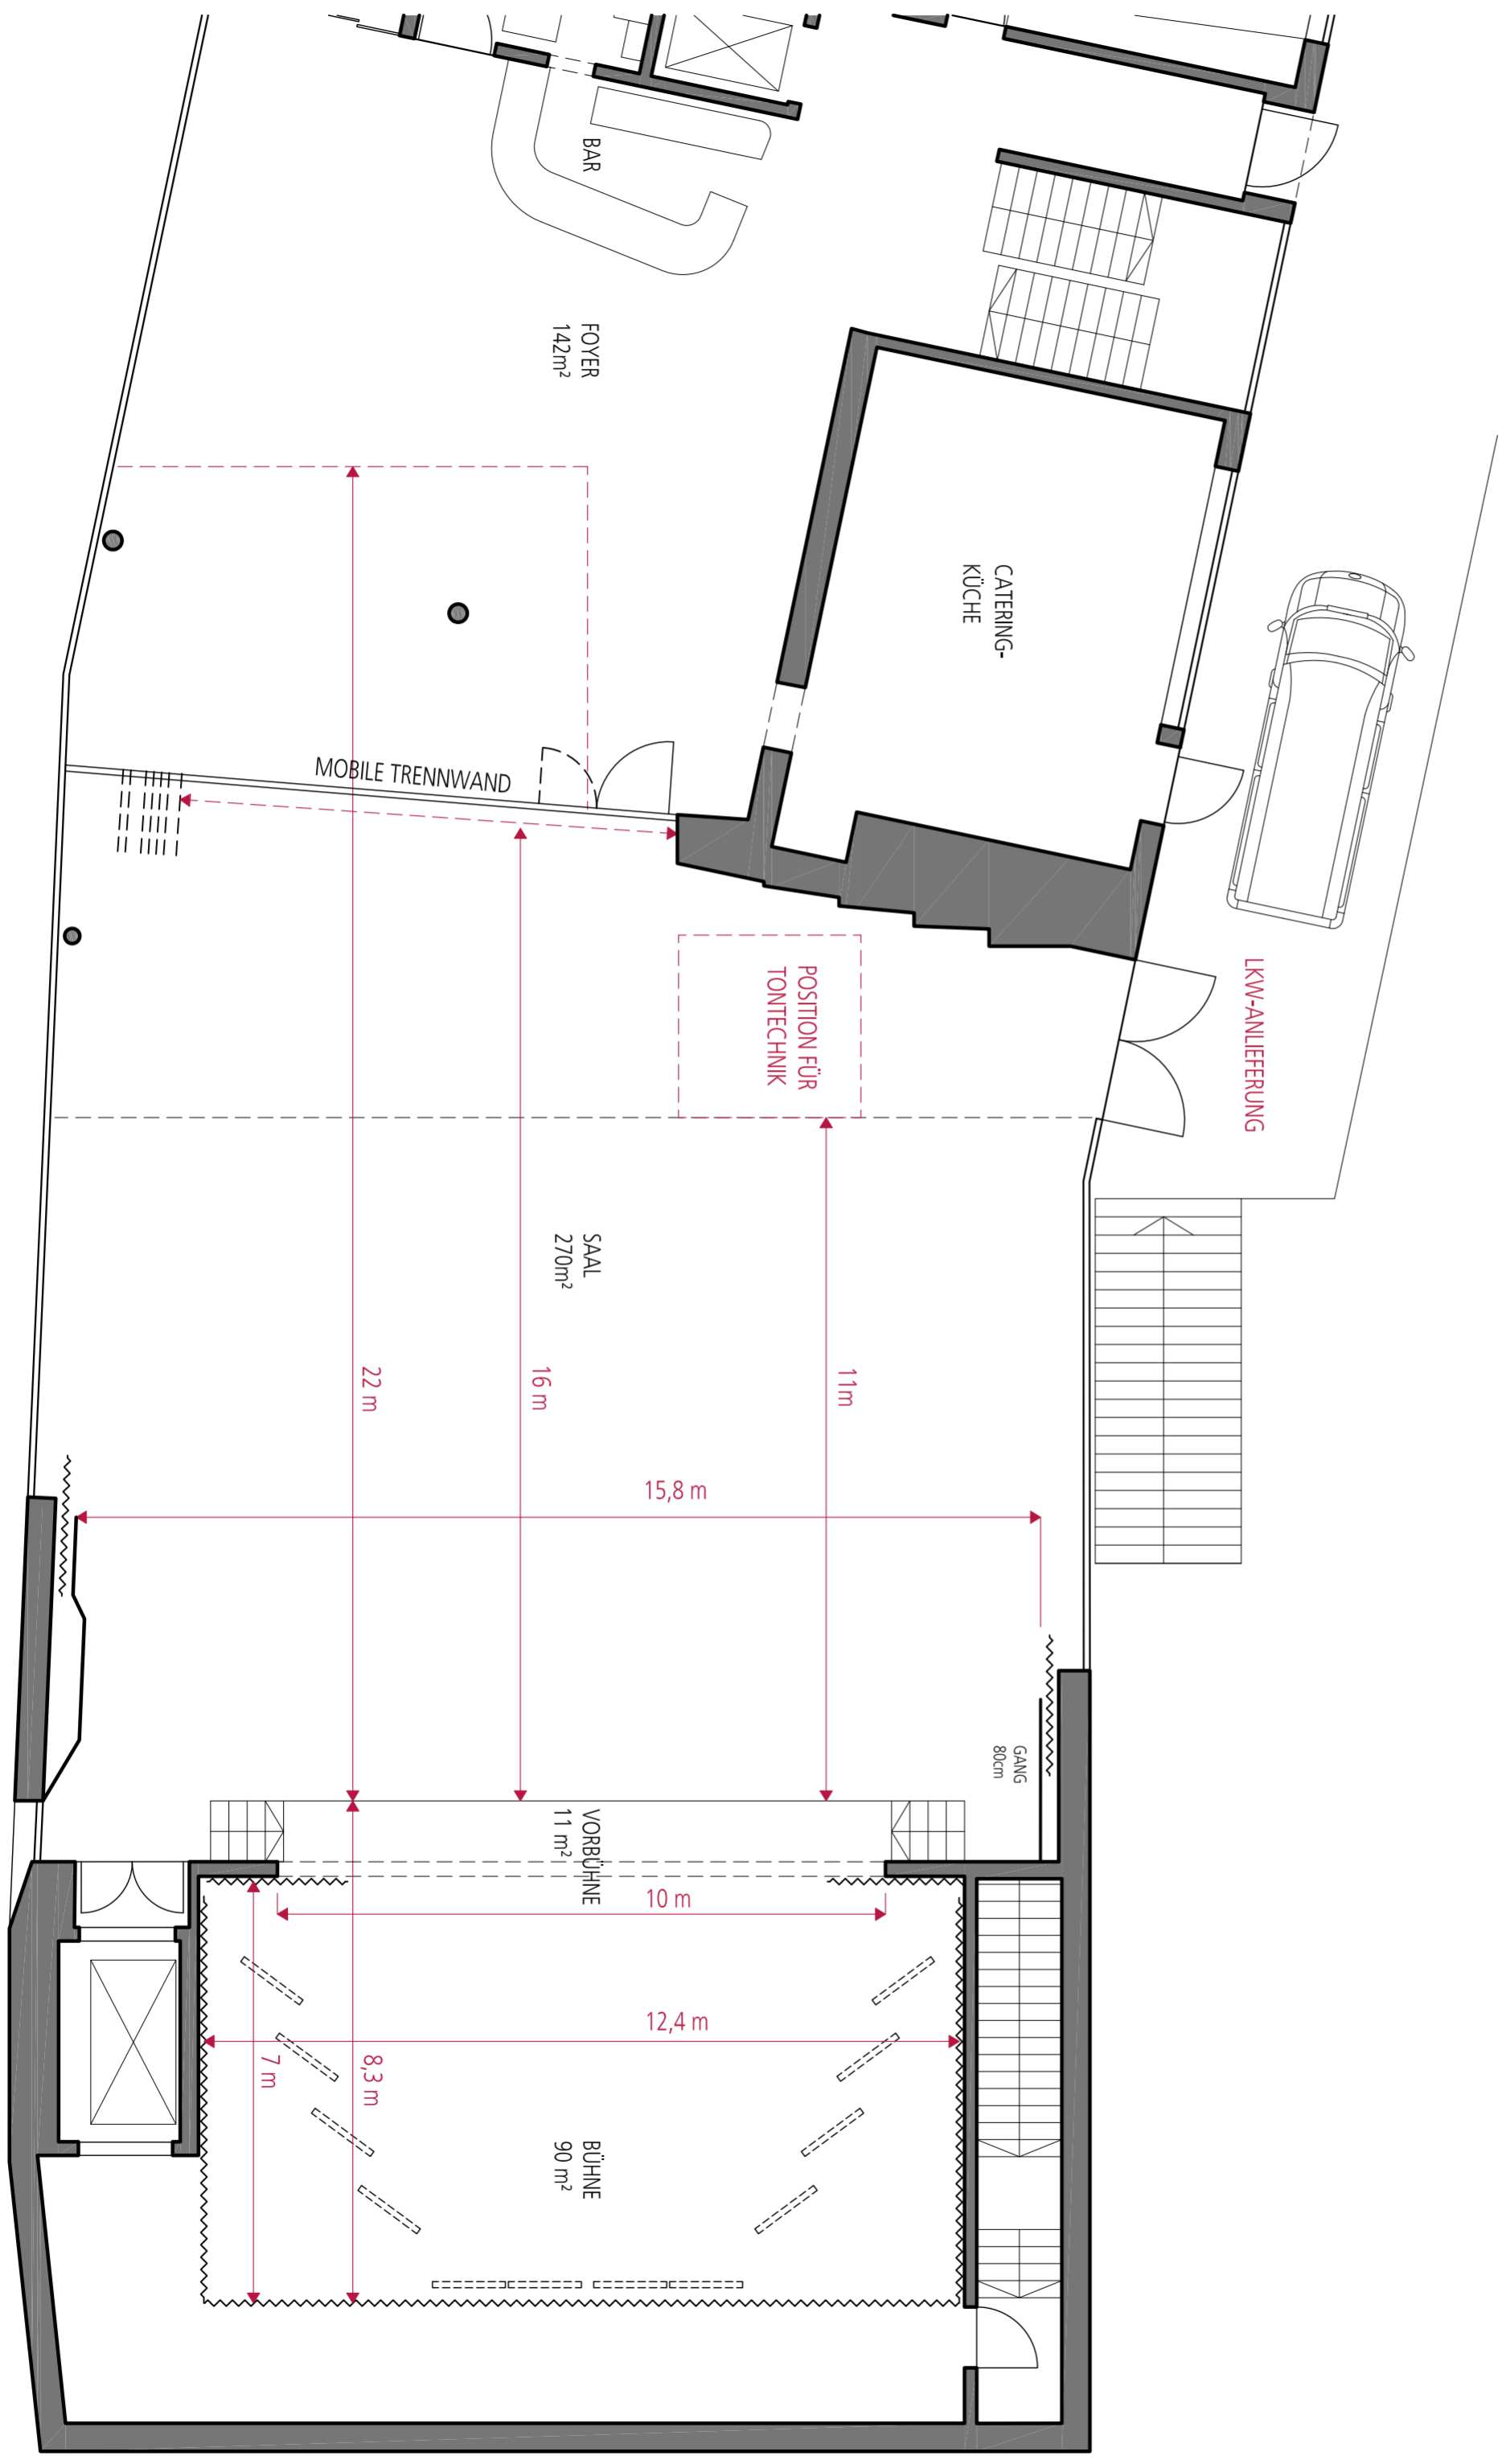 BAR
FOYER
142m²
CATERING-
KÜCHE
MOBILE TRENNWAND
POSITION FÜR
TONTECHNIK
LKW-ANLIEFERUNG
SAAL
270m²
22 m
16 m
11m
15,8 m
GANG
80cm
VORBÜHNE
11 m²
10 m
12,4 m
7 m
8,3 m
BÜHNE
90 m²